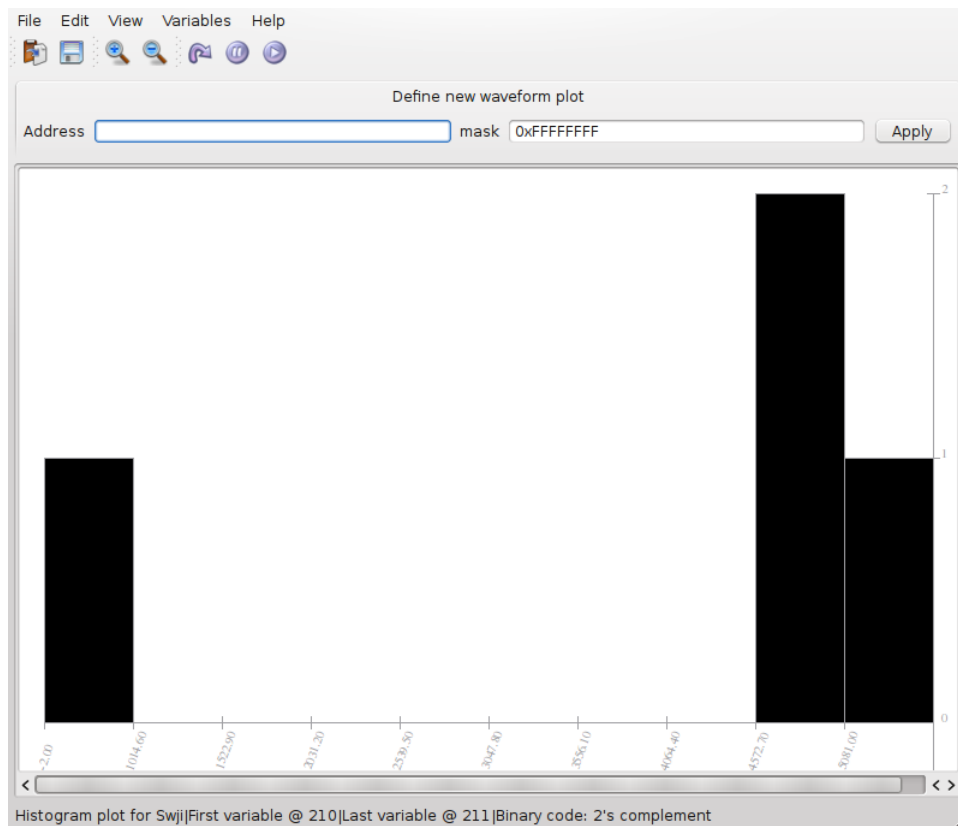 File Edit View Variables Help
Define new waveform plot
Address mask 0xFFFFFFFF Apply
2
1
0
-2.00 1014.60 1522.90 2031.20 2539.50 3047.80 3556.10 4064.40 4572.70 5081.00
Histogram plot for Swji|First variable @ 210|Last variable @ 211|Binary code: 2's complement